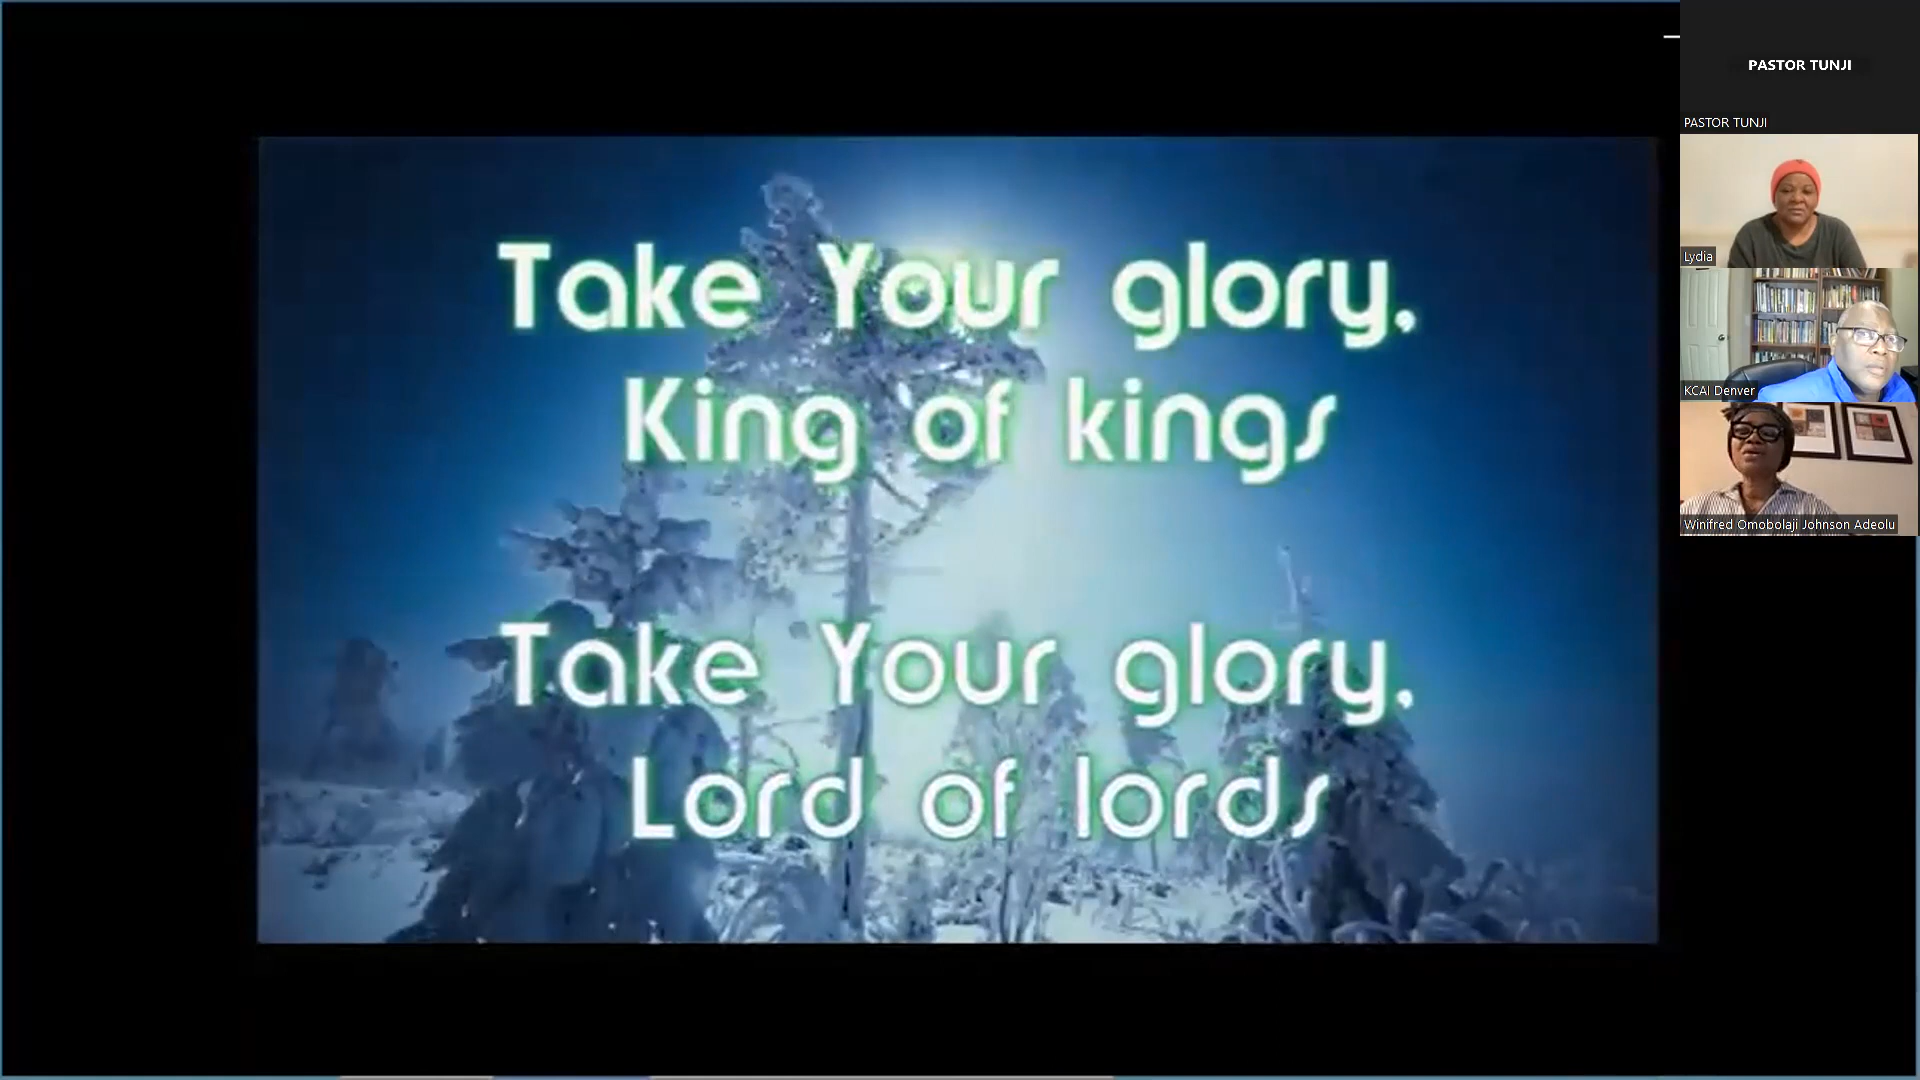 Take Your glory,
King of kings
Take Your glory,
Lord of lords
PASTOR TUNJI
PASTOR TUNJI
Lydia
KCAI Denver
Winifred Omobolaji Johnson Adeolu